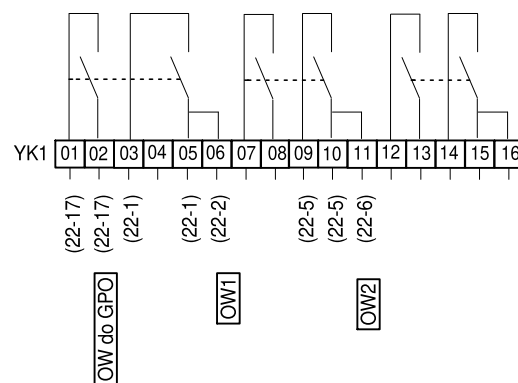 YK1 01 02 03 04 05 06 07 08 09 10 11 12 13 14 15 16
(22-17) (22-17) (22-1) (22-1) (22-2) (22-5) (22-5) (22-6)
OW do GPO OW1 OW2